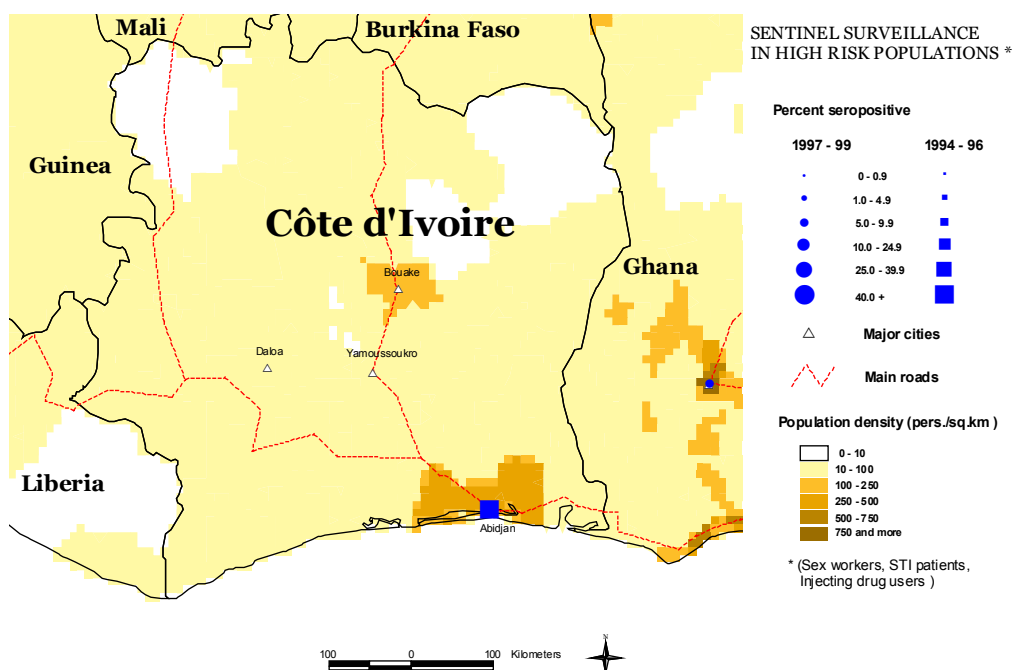 Mali
Burkina Faso
Guinea
Côte d'Ivoire
Ghana
Bouake
Daloa
Yamoussoukro
Liberia
Abidjan
SENTINEL SURVEILLANCE
IN HIGH RISK POPULATIONS *
Percent seropositive
1997 - 99 1994 - 96
0 - 0.9
1.0 - 4.9
5.0 - 9.9
10.0 - 24.9
25.0 - 39.9
40.0 +
Major cities
Main roads
Population density (pers./sq.km )
0 - 10
10 - 100
100 - 250
250 - 500
500 - 750
750 and more
* (Sex workers, STI patients,
Injecting drug users )
100 0 100 Kilometers
N